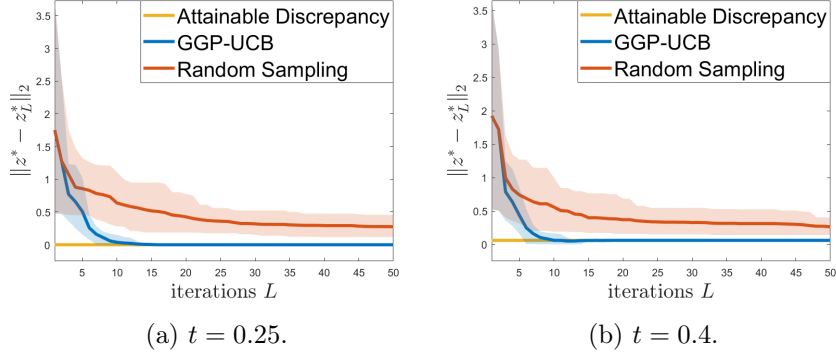 Attainable Discrepancy
GGP-UCB
Random Sampling
3.5
3
2.5
2
1.5
1
0.5
0
‖z* − z*_L‖₂
5 10 15 20 25 30 35 40 45 50
iterations L
(a) t = 0.25.
Attainable Discrepancy
GGP-UCB
Random Sampling
3.5
3
2.5
2
1.5
1
0.5
0
‖z* − z*_L‖₂
5 10 15 20 25 30 35 40 45 50
iterations L
(b) t = 0.4.